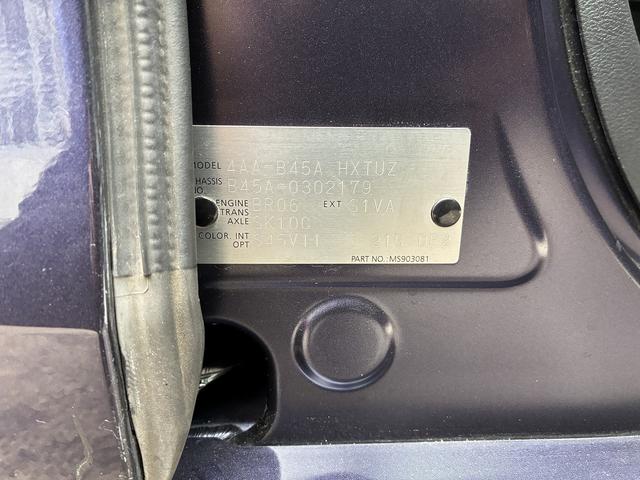 MODEL 4AA-B45A HXTUZ
CHASSIS NO. B45A-0302179
ENGINE BR06 EXT S1VA
TRANS AXLE
COLOR, INT OPT
PART NO.:MS903081